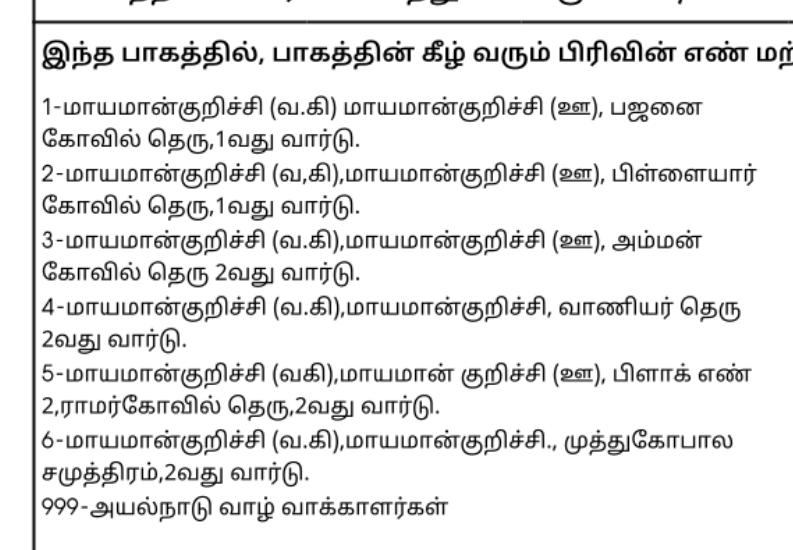 இந்த பாகத்தில், பாகத்தின் கீழ் வரும் பிரிவின் எண் மற்
1-மாயமான்குறிச்சி (வ.கி) மாயமான்குறிச்சி (ஊ), பஜனை
கோவில் தெரு,1வது வார்டு.
2-மாயமான்குறிச்சி (வ,கி),மாயமான்குறிச்சி (ஊ), பிள்ளையார்
கோவில் தெரு,1வது வார்டு.
3-மாயமான்குறிச்சி (வ.கி),மாயமான்குறிச்சி (ஊ), அம்மன்
கோவில் தெரு 2வது வார்டு.
4-மாயமான்குறிச்சி (வ.கி),மாயமான்குறிச்சி, வாணியர் தெரு
2வது வார்டு.
5-மாயமான்குறிச்சி (வகி),மாயமான் குறிச்சி (ஊ), பிளாக் எண்
2,ராமர்கோவில் தெரு,2வது வார்டு.
6-மாயமான்குறிச்சி (வ.கி),மாயமான்குறிச்சி., முத்துகோபால
சமுத்திரம்,2வது வார்டு.
999-அயல்நாடு வாழ் வாக்காளர்கள்